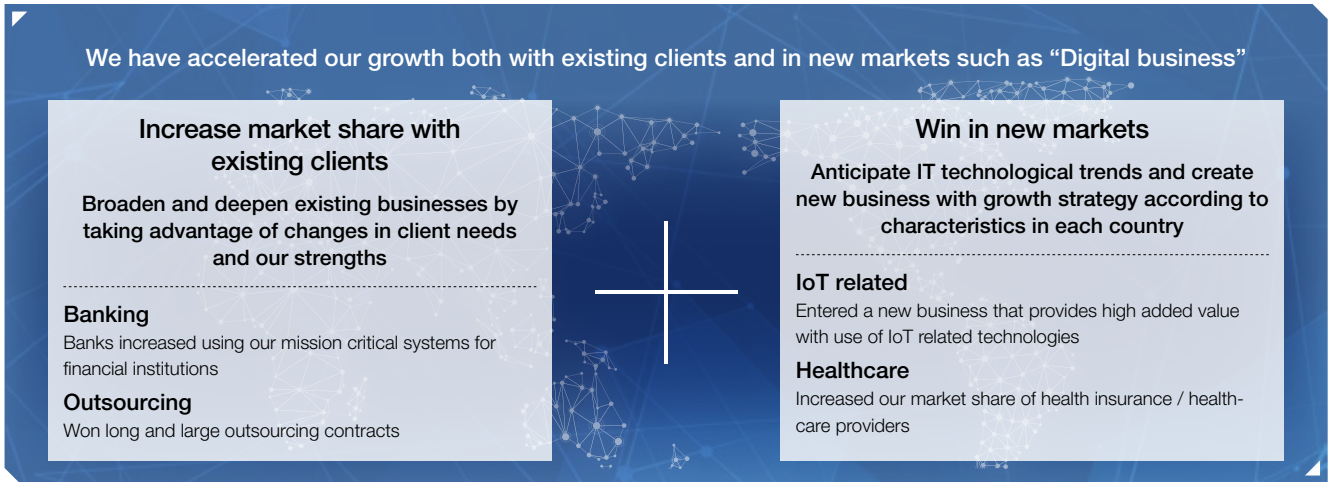 We have accelerated our growth both with existing clients and in new markets such as “Digital business”
Increase market share with
existing clients
Broaden and deepen existing businesses by
taking advantage of changes in client needs
and our strengths
Banking
Banks increased using our mission critical systems for
financial institutions
Outsourcing
Won long and large outsourcing contracts
Win in new markets
Anticipate IT technological trends and create
new business with growth strategy according to
characteristics in each country
IoT related
Entered a new business that provides high added value
with use of IoT related technologies
Healthcare
Increased our market share of health insurance / health-
care providers